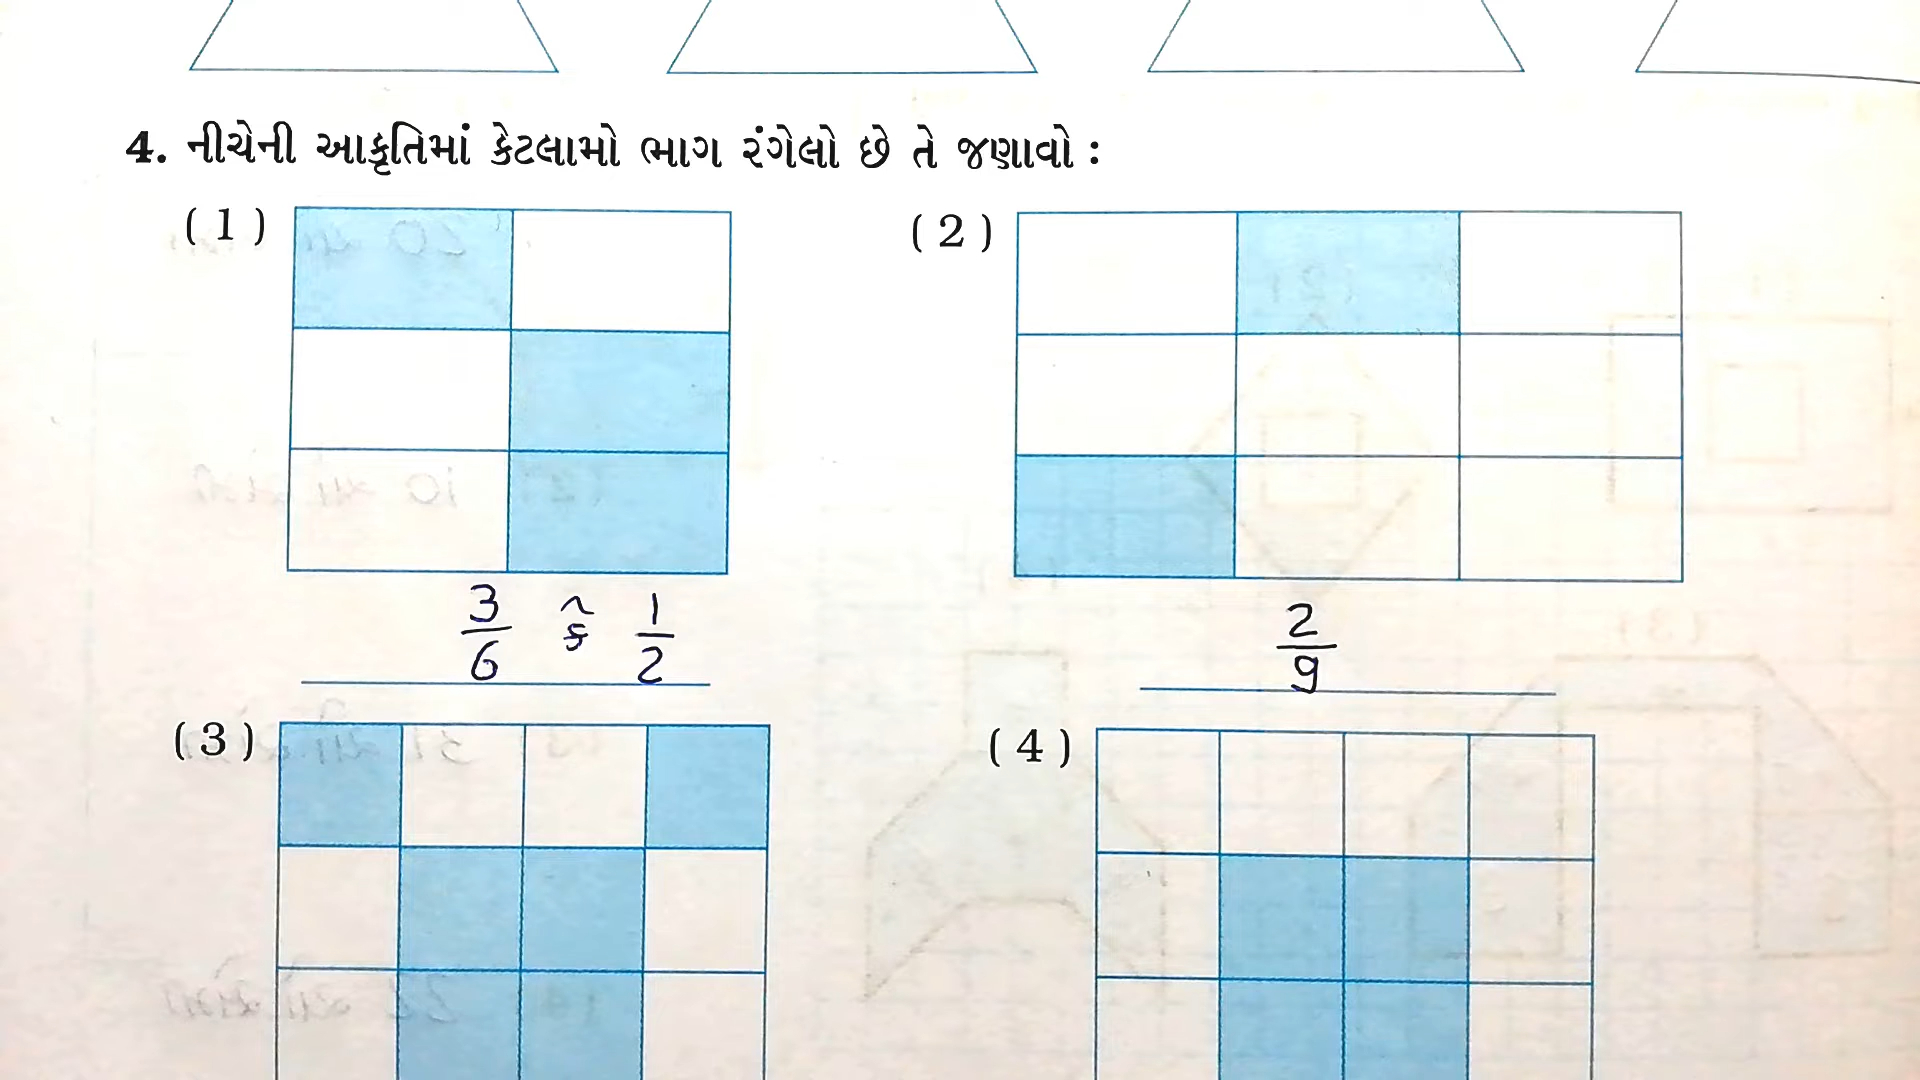 4. નીચેની આકૃતિમાં કેટલામો ભાગ રંગેલો છે તે જણાવો :
(1) (2)
3/6 કે 1/2
2/9
(3) (4)